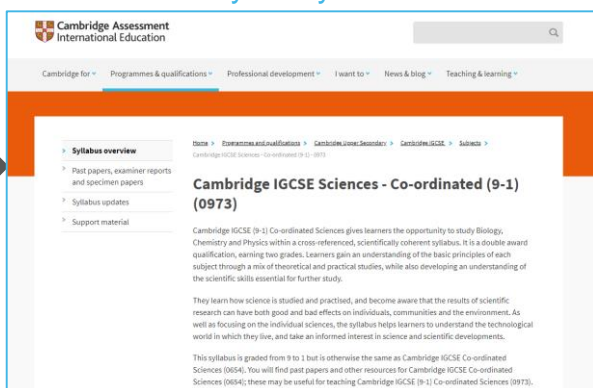 Cambridge Assessment
International Education
Cambridge for
Programmes & qualifications
Professional development
I want to
News & blog
Teaching & learning
Syllabus overview
Past papers, examiner reports
and specimen papers
Syllabus updates
Support material
Home > Programmes and qualifications > Cambridge Upper Secondary > Cambridge IGCSE > Subjects >
Cambridge IGCSE Sciences - Co-ordinated (9-1) - 0973
Cambridge IGCSE Sciences - Co-ordinated (9-1)
(0973)
Cambridge IGCSE (9-1) Co-ordinated Sciences gives learners the opportunity to study Biology,
Chemistry and Physics within a cross-referenced, scientifically coherent syllabus. It is a double award
qualification, earning two grades. Learners gain an understanding of the basic principles of each
subject through a mix of theoretical and practical studies, while also developing an understanding of
the scientific skills essential for further study.
They learn how science is studied and practised, and become aware that the results of scientific
research can have both good and bad effects on individuals, communities and the environment. As
well as focusing on the individual sciences, the syllabus helps learners to understand the technological
world in which they live, and take an informed interest in science and scientific developments.
This syllabus is graded from 9 to 1 but is otherwise the same as Cambridge IGCSE Co-ordinated
Sciences (0654). You will find past papers and other resources for Cambridge IGCSE Co-ordinated
Sciences (0654); these may be useful for teaching Cambridge IGCSE (9-1) Co-ordinated Sciences (0973).